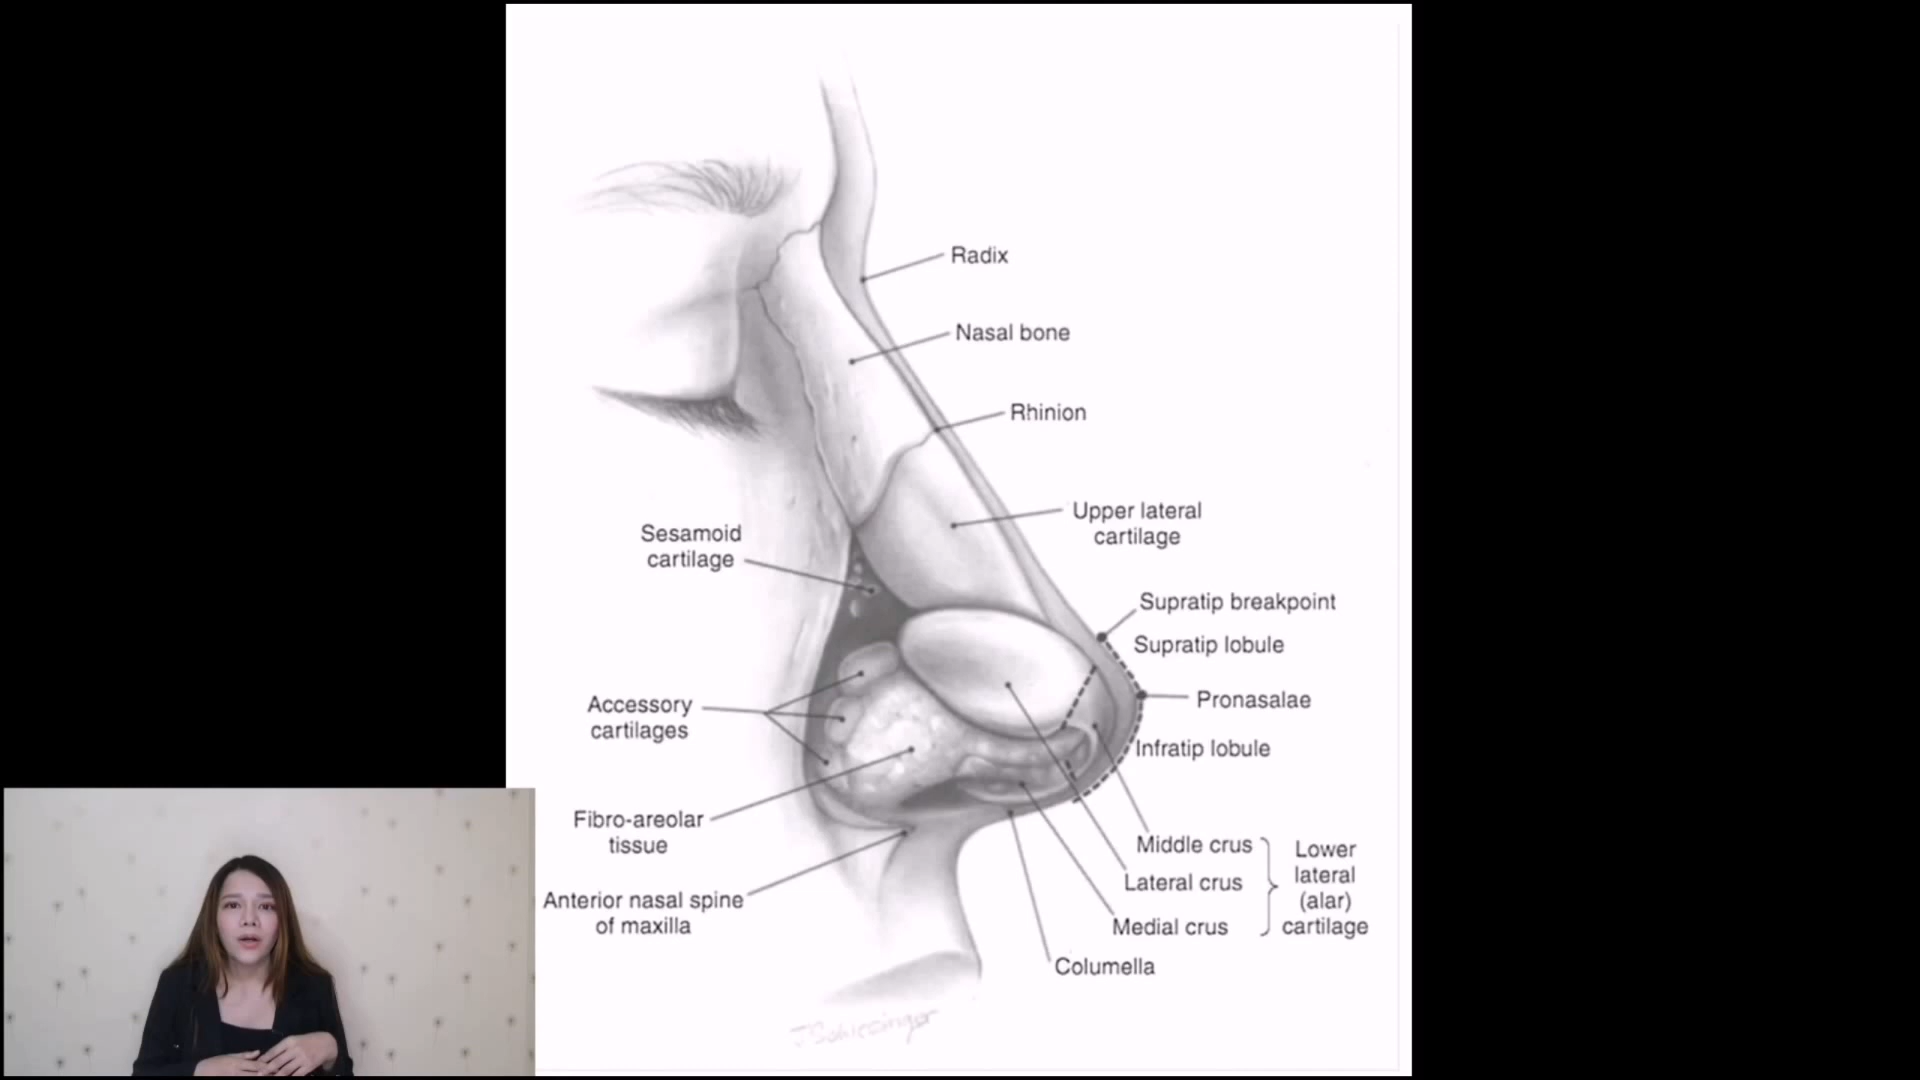 Radix
Nasal bone
Rhinion
Upper lateral
cartilage
Sesamoid
cartilage
Supratip breakpoint
Supratip lobule
Pronasalae
Accessory
cartilages
Infratip lobule
Fibro-areolar
tissue
Middle crus
Lateral crus
Medial crus
Lower
lateral
(alar)
cartilage
Anterior nasal spine
of maxilla
Columella